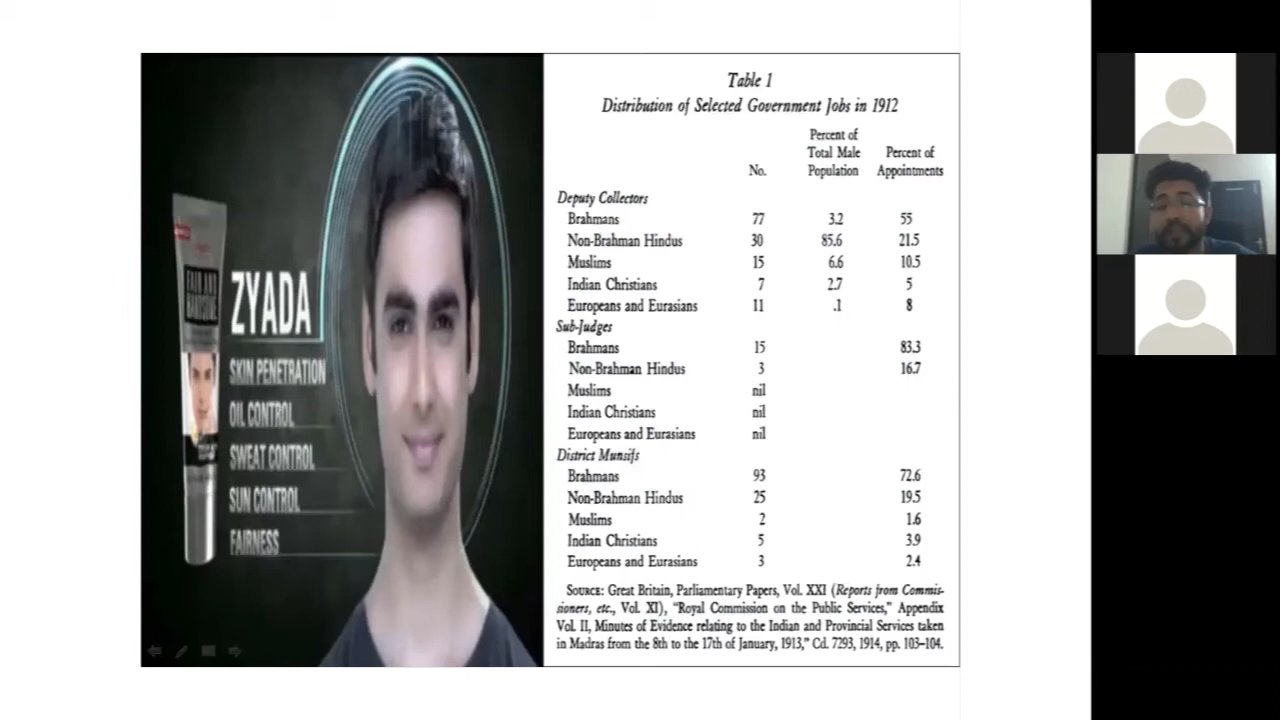 FAIR AND
HANDSOME
ZYADA
SKIN PENETRATION
OIL CONTROL
SWEAT CONTROL
SUN CONTROL
FAIRNESS
Table 1
Distribution of Selected Government Jobs in 1912
Percent of
Total Male Percent of
No. Population Appointments
Deputy Collectors
Brahmans 77 3.2 55
Non-Brahman Hindus 30 85.6 21.5
Muslims 15 6.6 10.5
Indian Christians 7 2.7 5
Europeans and Eurasians 11 .1 8
Sub-Judges
Brahmans 15 83.3
Non-Brahman Hindus 3 16.7
Muslims nil
Indian Christians nil
Europeans and Eurasians nil
District Munsifs
Brahmans 93 72.6
Non-Brahman Hindus 25 19.5
Muslims 2 1.6
Indian Christians 5 3.9
Europeans and Eurasians 3 2.4
SOURCE: Great Britain, Parliamentary Papers, Vol. XXI (Reports from Commis-
sioners, etc., Vol. XI), "Royal Commission on the Public Services," Appendix
Vol. II, Minutes of Evidence relating to the Indian and Provincial Services taken
in Madras from the 8th to the 17th of January, 1913," Cd. 7293, 1914, pp. 103–104.